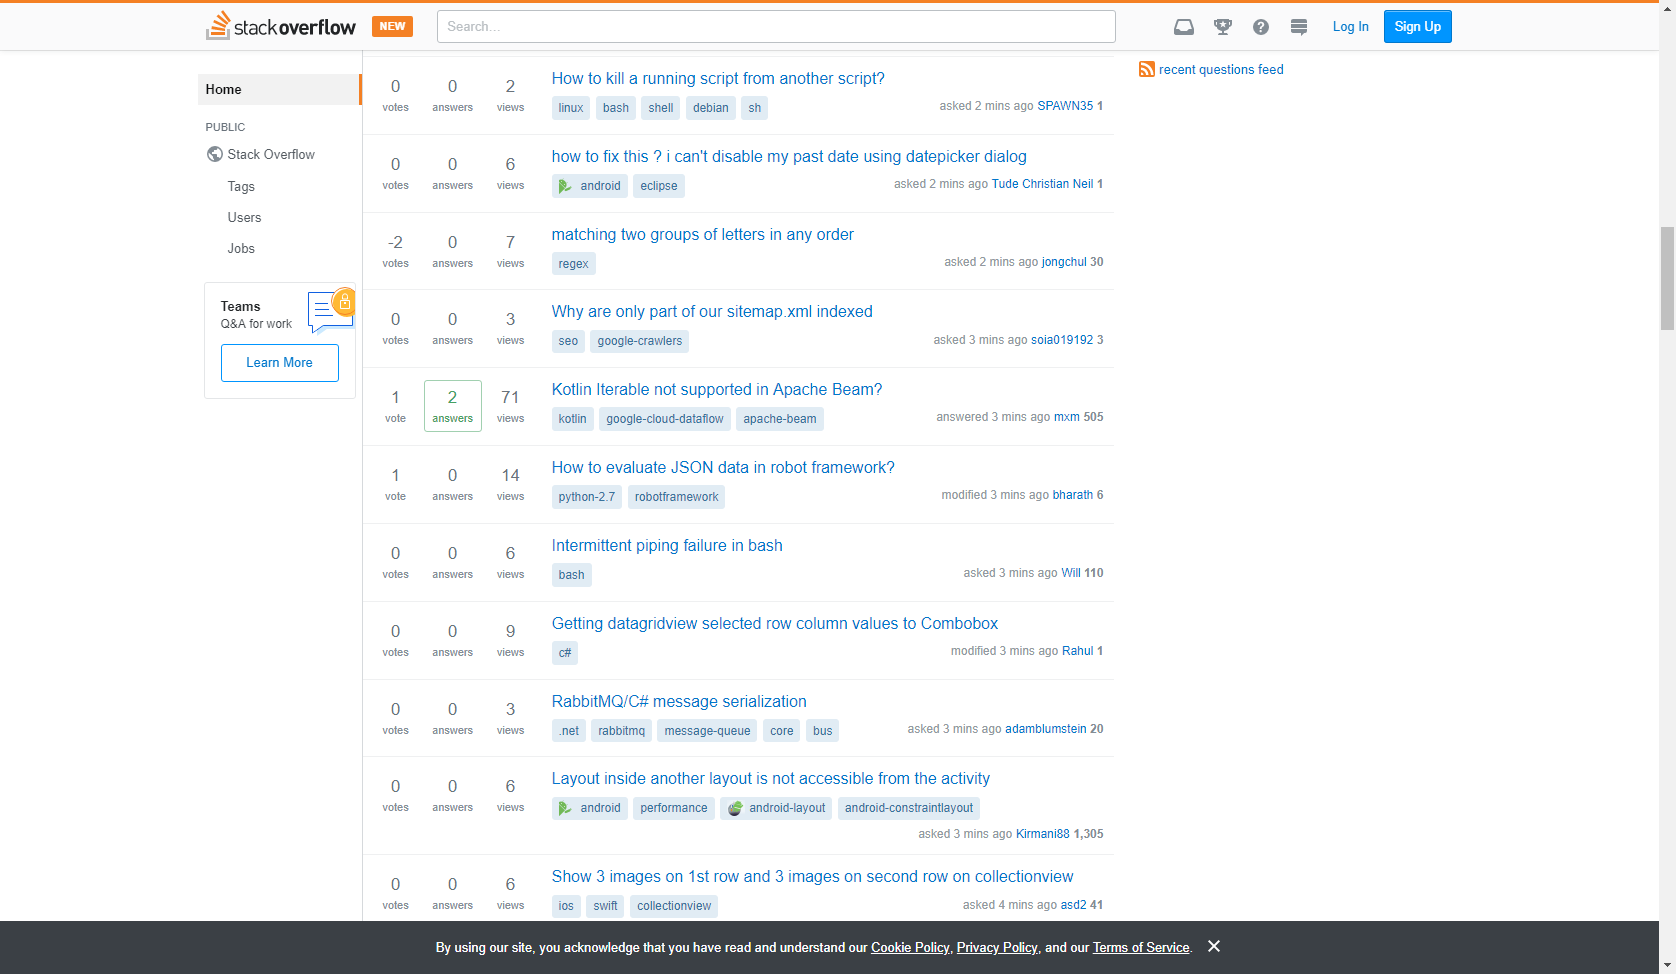 stackoverflow NEW Search... Log In Sign Up
Home
PUBLIC
Stack Overflow
Tags
Users
Jobs
Teams
Q&A for work
Learn More
0 votes 0 answers 2 views
How to kill a running script from another script?
linux bash shell debian sh
asked 2 mins ago SPAWN35 1
0 votes 0 answers 6 views
how to fix this ? i can't disable my past date using datepicker dialog
android eclipse
asked 2 mins ago Tude Christian Neil 1
-2 votes 0 answers 7 views
matching two groups of letters in any order
regex
asked 2 mins ago jongchul 30
0 votes 0 answers 3 views
Why are only part of our sitemap.xml indexed
seo google-crawlers
asked 3 mins ago soia019192 3
1 vote 2 answers 71 views
Kotlin Iterable not supported in Apache Beam?
kotlin google-cloud-dataflow apache-beam
answered 3 mins ago mxm 505
1 vote 0 answers 14 views
How to evaluate JSON data in robot framework?
python-2.7 robotframework
modified 3 mins ago bharath 6
0 votes 0 answers 6 views
Intermittent piping failure in bash
bash
asked 3 mins ago Will 110
0 votes 0 answers 9 views
Getting datagridview selected row column values to Combobox
c#
modified 3 mins ago Rahul 1
0 votes 0 answers 3 views
RabbitMQ/C# message serialization
.net rabbitmq message-queue core bus
asked 3 mins ago adamblumstein 20
0 votes 0 answers 6 views
Layout inside another layout is not accessible from the activity
android performance android-layout android-constraintlayout
asked 3 mins ago Kirmani88 1,305
0 votes 0 answers 6 views
Show 3 images on 1st row and 3 images on second row on collectionview
ios swift collectionview
asked 4 mins ago asd2 41
recent questions feed
By using our site, you acknowledge that you have read and understand our Cookie Policy, Privacy Policy, and our Terms of Service.